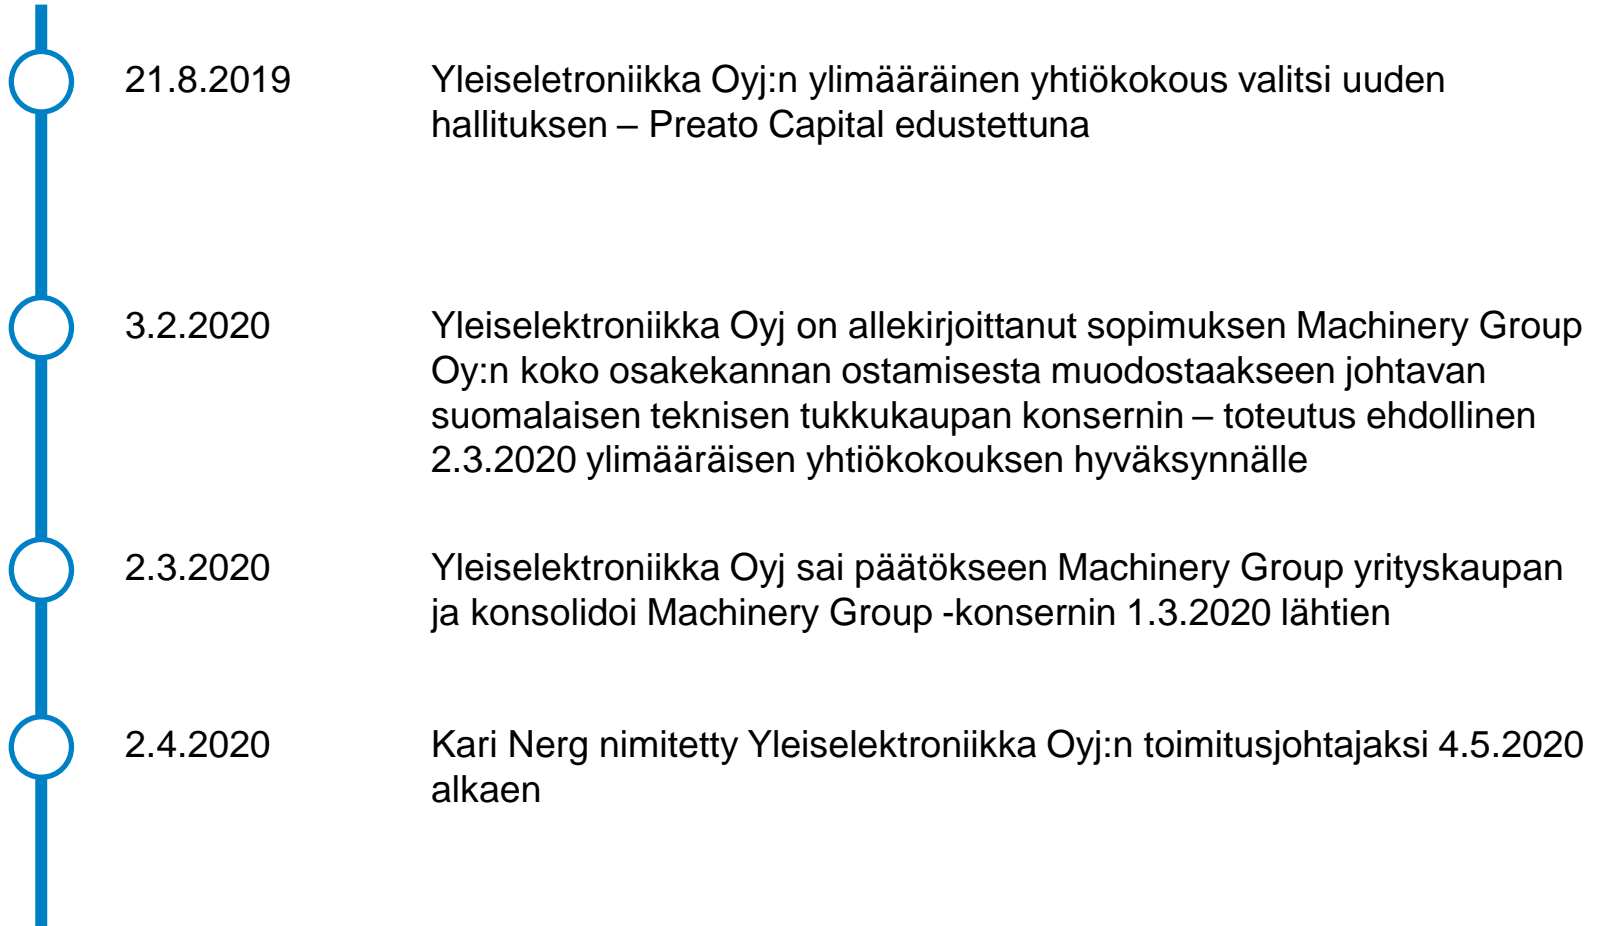 21.8.2019 Yleiseletroniikka Oyj:n ylimääräinen yhtiökokous valitsi uuden
hallituksen – Preato Capital edustettuna
3.2.2020 Yleiselektroniikka Oyj on allekirjoittanut sopimuksen Machinery Group
Oy:n koko osakekannan ostamisesta muodostaakseen johtavan
suomalaisen teknisen tukkukaupan konsernin – toteutus ehdollinen
2.3.2020 ylimääräisen yhtiökokouksen hyväksynnälle
2.3.2020 Yleiselektroniikka Oyj sai päätökseen Machinery Group yrityskaupan
ja konsolidoi Machinery Group -konsernin 1.3.2020 lähtien
2.4.2020 Kari Nerg nimitetty Yleiselektroniikka Oyj:n toimitusjohtajaksi 4.5.2020
alkaen